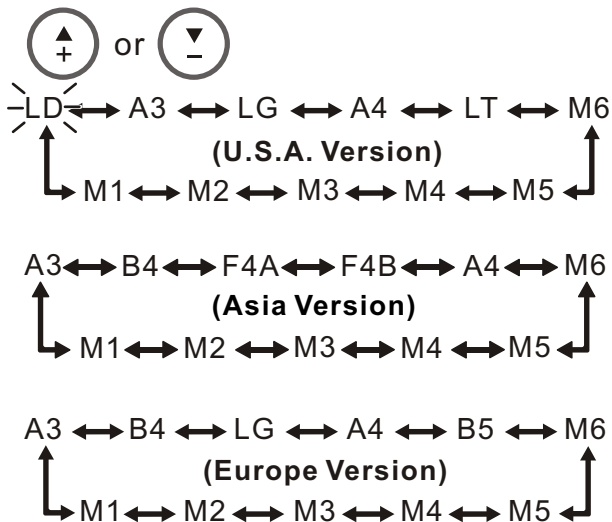 + or −
LD A3 LG A4 LT M6
(U.S.A. Version)
M1 M2 M3 M4 M5
A3 B4 F4A F4B A4 M6
(Asia Version)
M1 M2 M3 M4 M5
A3 B4 LG A4 B5 M6
(Europe Version)
M1 M2 M3 M4 M5